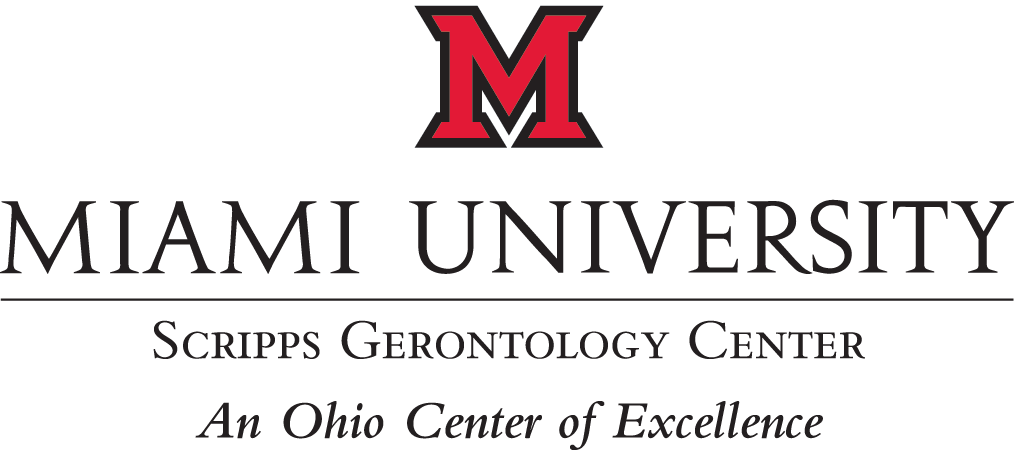 M
MIAMI UNIVERSITY
SCRIPPS GERONTOLOGY CENTER
An Ohio Center of Excellence